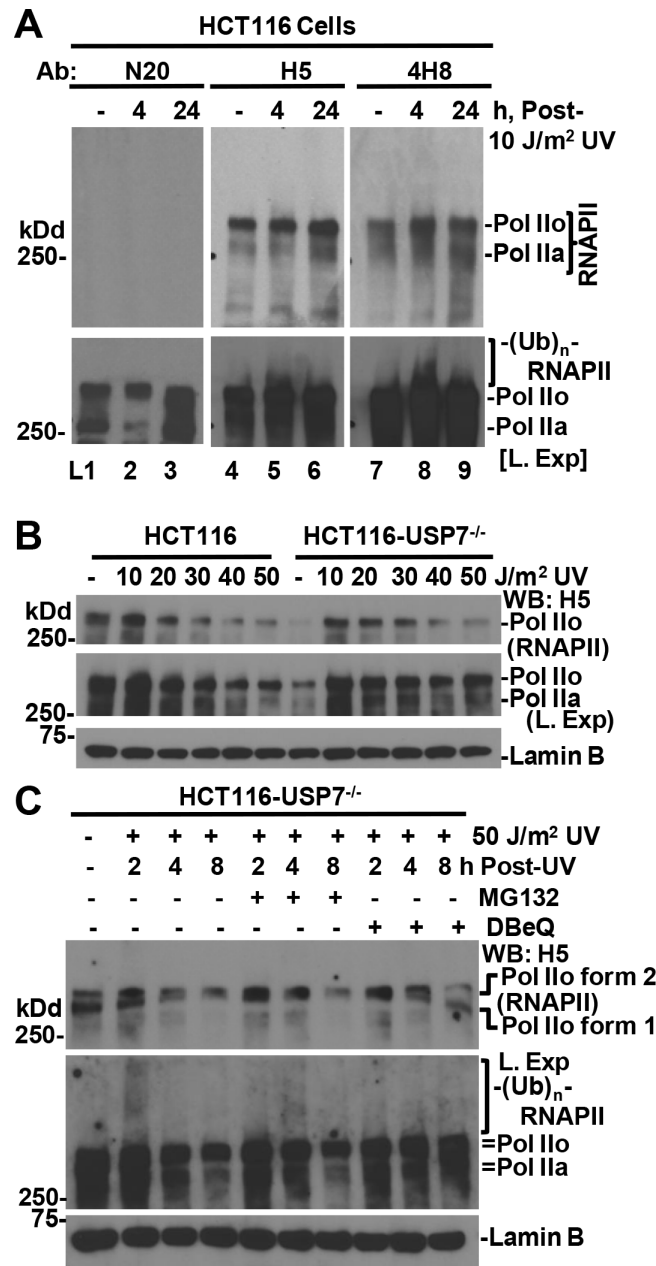 A
HCT116 Cells
Ab: N20 H5 4H8
- 4 24 - 4 24 - 4 24 h, Post-
10 J/m² UV
-Pol IIo
kDd
250-
-Pol IIa
RNAPII
-(Ub)n-
RNAPII
-Pol IIo
250-
-Pol IIa
L1 2 3 4 5 6 7 8 9 [L. Exp]
B
HCT116 HCT116-USP7-/-
- 10 20 30 40 50 - 10 20 30 40 50 J/m² UV
WB: H5
kDd
-Pol IIo
250-
(RNAPII)
-Pol IIo
-Pol IIa
250-
(L. Exp)
75-
-Lamin B
C
HCT116-USP7-/-
- + + + + + + + + + 50 J/m² UV
- 2 4 8 2 4 8 2 4 8 h Post-UV
- - - - + + + - - - MG132
- - - - - - - + + + DBeQ
WB: H5
Pol IIo form 2
(RNAPII)
kDd
Pol IIo form 1
250-
L. Exp
-(Ub)n-
RNAPII
=Pol IIo
=Pol IIa
250-
75-
-Lamin B